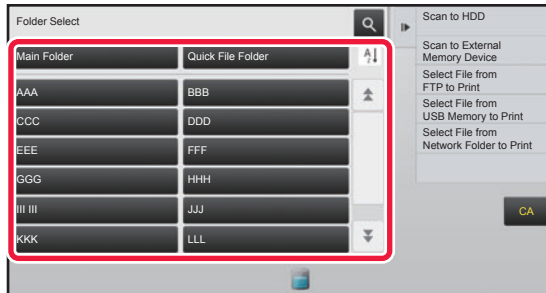 Folder Select
Main Folder
Quick File Folder
AAA
BBB
CCC
DDD
EEE
FFF
GGG
HHH
III III
JJJ
KKK
LLL
Scan to HDD
Scan to External
Memory Device
Select File from
FTP to Print
Select File from
USB Memory to Print
Select File from
Network Folder to Print
CA